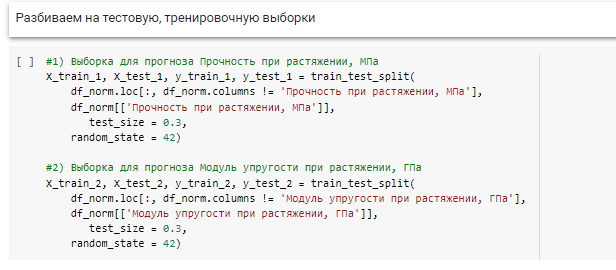 Разбиваем на тестовую, тренировочную выборки
[ ] #1) Выборка для прогноза Прочность при растяжении, МПа
X_train_1, X_test_1, y_train_1, y_test_1 = train_test_split(
df_norm.loc[:, df_norm.columns != 'Прочность при растяжении, МПа'],
df_norm[['Прочность при растяжении, МПа']],
test_size = 0.3,
random_state = 42)
#2) Выборка для прогноза Модуль упругости при растяжении, ГПа
X_train_2, X_test_2, y_train_2, y_test_2 = train_test_split(
df_norm.loc[:, df_norm.columns != 'Модуль упругости при растяжении, ГПа'],
df_norm[['Модуль упругости при растяжении, ГПа']],
test_size = 0.3,
random_state = 42)